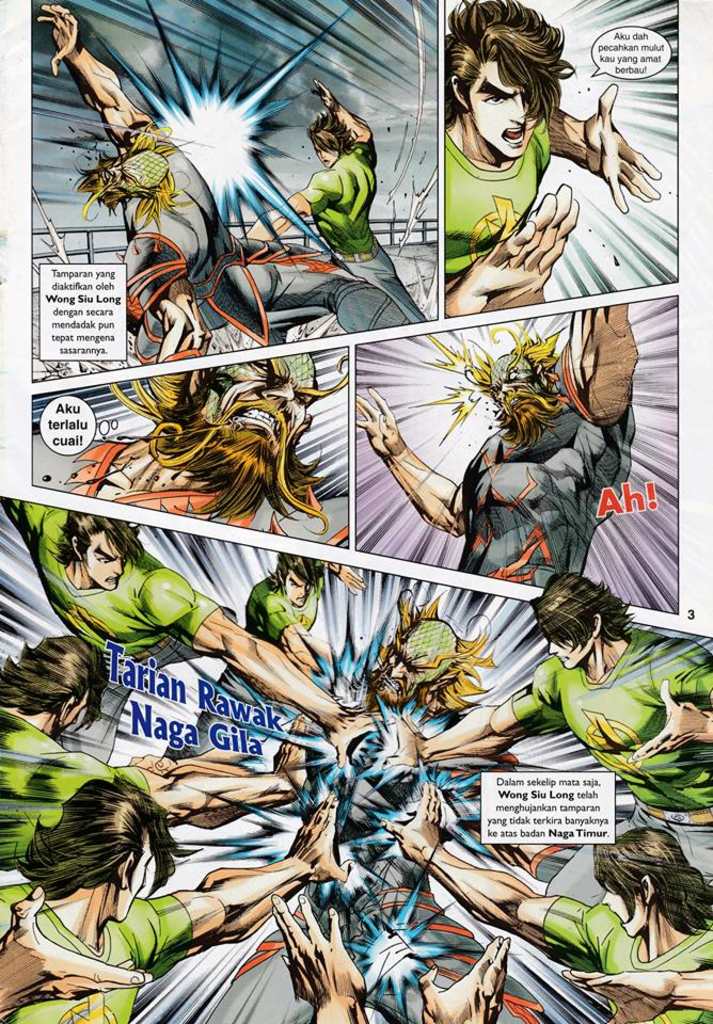 Tamparan yang
diaktifkan oleh
Wong Siu Long
dengan secara
mendadak pun
tepat mengena
sasarannya.
Aku dah
pecahkan mulut
kau yang amat
berbau!
Aku
terlalu
cuai!
Ah!
3
Tarian Rawak
Naga Gila
Dalam sekelip mata saja,
Wong Siu Long telah
menghujankan tamparan
yang tidak terkira banyaknya
ke atas badan Naga Timur.